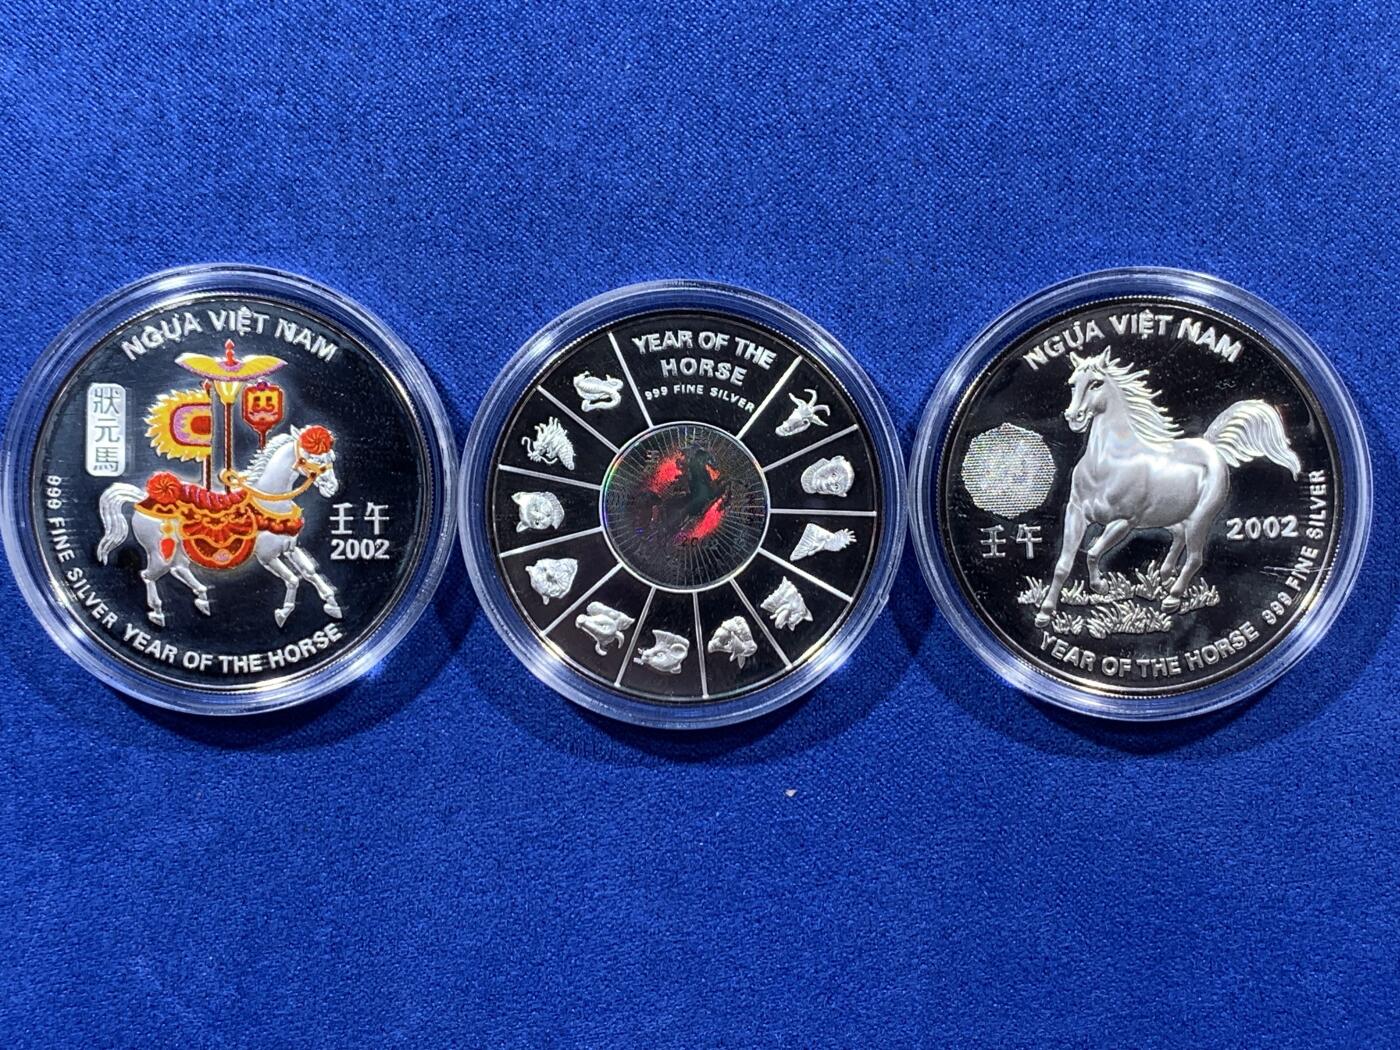 NGỰA VIỆT NAM
狀元馬
壬午
2002
999 FINE SILVER YEAR OF THE HORSE
YEAR OF THE
HORSE
999 FINE SILVER
NGỰA VIỆT NAM
壬午
2002
YEAR OF THE HORSE 999 FINE SILVER